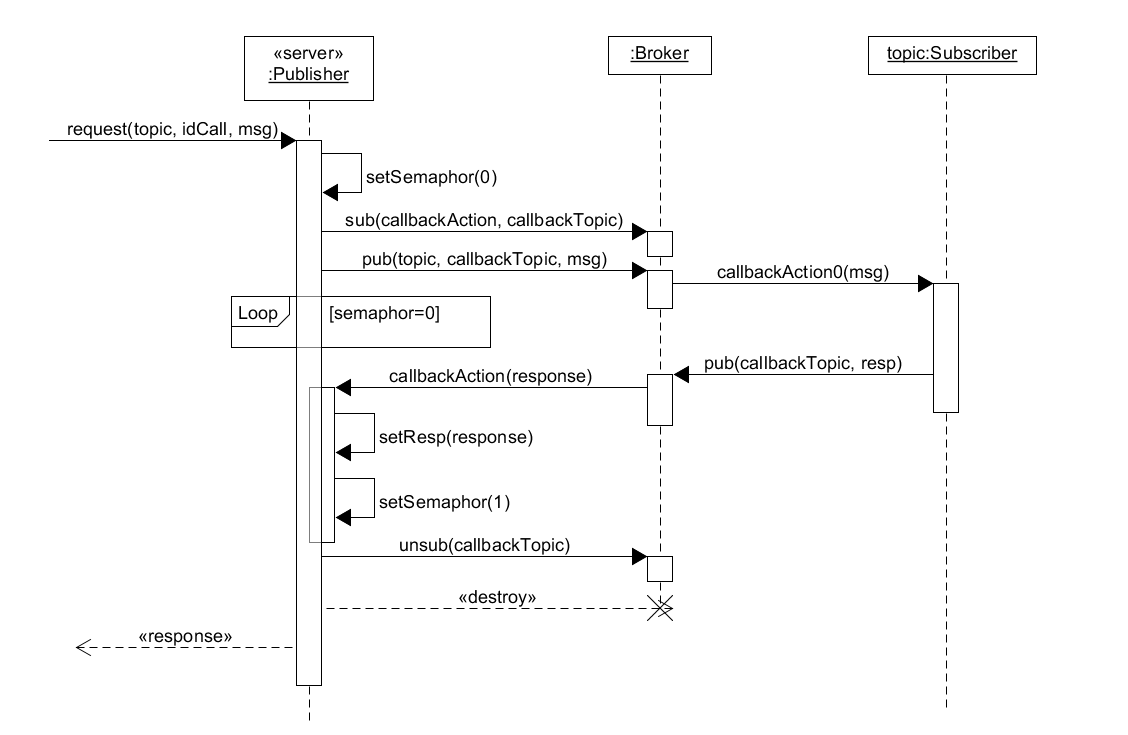 «server»
:Publisher
:Broker
topic:Subscriber
request(topic, idCall, msg)
setSemaphor(0)
sub(callbackAction, callbackTopic)
pub(topic, callbackTopic, msg)
callbackAction0(msg)
Loop
[semaphor=0]
pub(callbackTopic, resp)
callbackAction(response)
setResp(response)
setSemaphor(1)
unsub(callbackTopic)
«destroy»
«response»